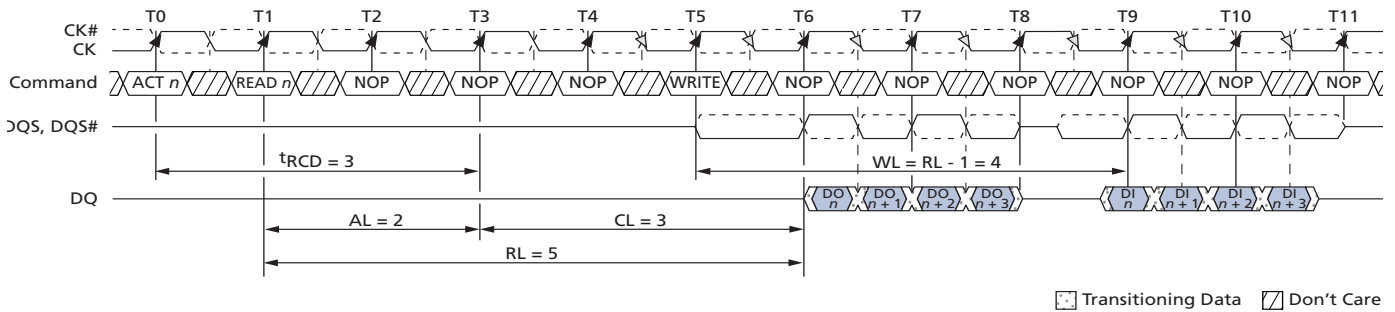 T0 T1 T2 T3 T4 T5 T6 T7 T8 T9 T10 T11
CK#
CK
Command ACT n READ n NOP NOP NOP WRITE NOP NOP NOP NOP NOP NOP
DQS, DQS#
tRCD = 3 WL = RL - 1 = 4
DQ DO n DO n + 1 DO n + 2 DO n + 3 DI n DI n + 1 DI n + 2 DI n + 3
AL = 2 CL = 3
RL = 5
Transitioning Data Don't Care